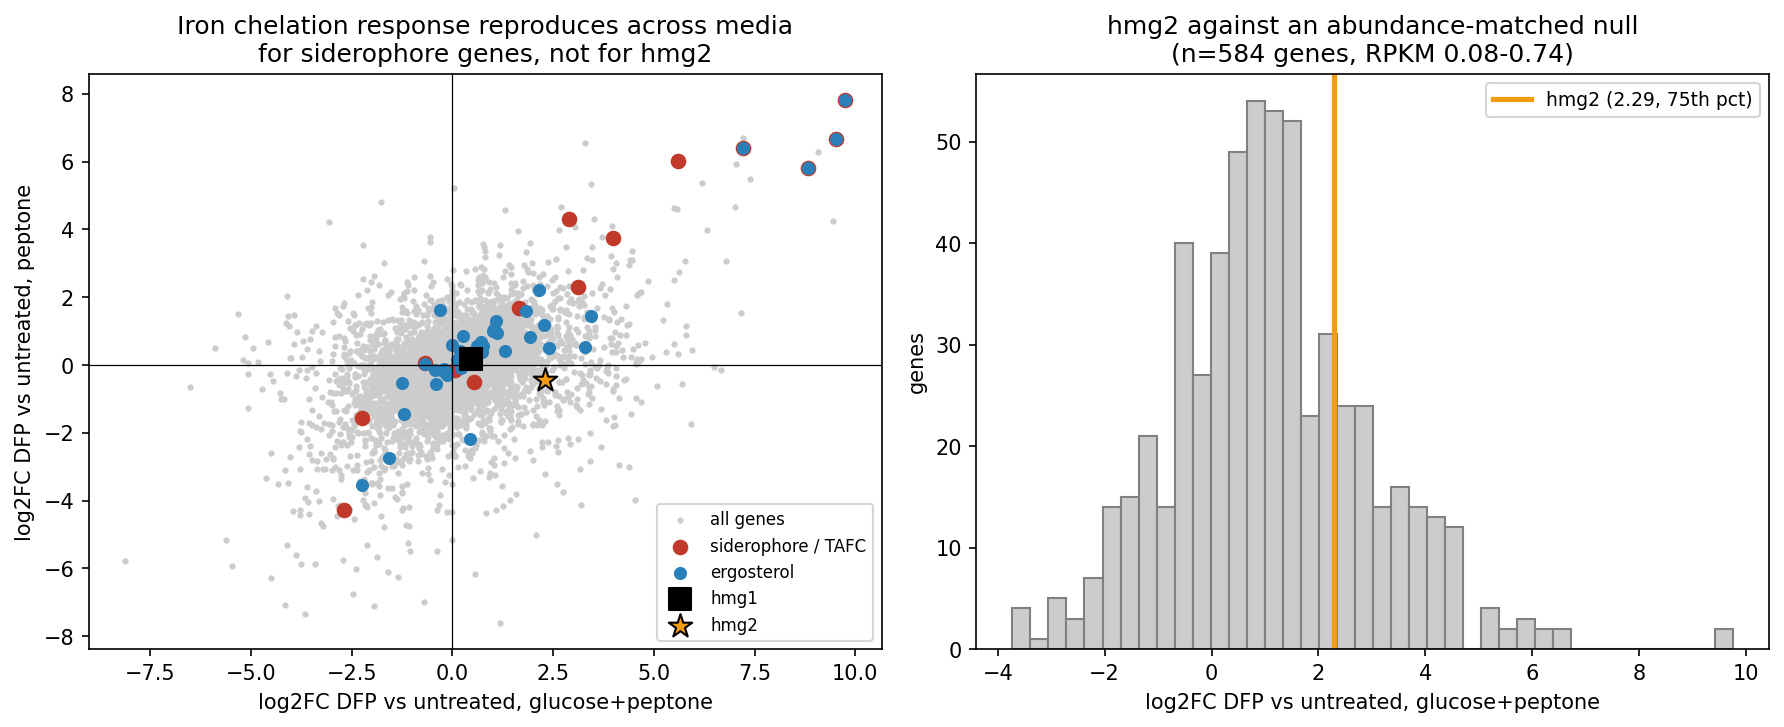 Iron chelation response reproduces across media
for siderophore genes, not for hmg2
log2FC DFP vs untreated, peptone
8
6
4
2
0
−2
−4
−6
−8
all genes
siderophore / TAFC
ergosterol
hmg1
hmg2
−7.5
−5.0
−2.5
0.0
2.5
5.0
7.5
10.0
log2FC DFP vs untreated, glucose+peptone
hmg2 against an abundance-matched null
(n=584 genes, RPKM 0.08-0.74)
hmg2 (2.29, 75th pct)
genes
50
40
30
20
10
0
−4
−2
0
2
4
6
8
10
log2FC DFP vs untreated, glucose+peptone